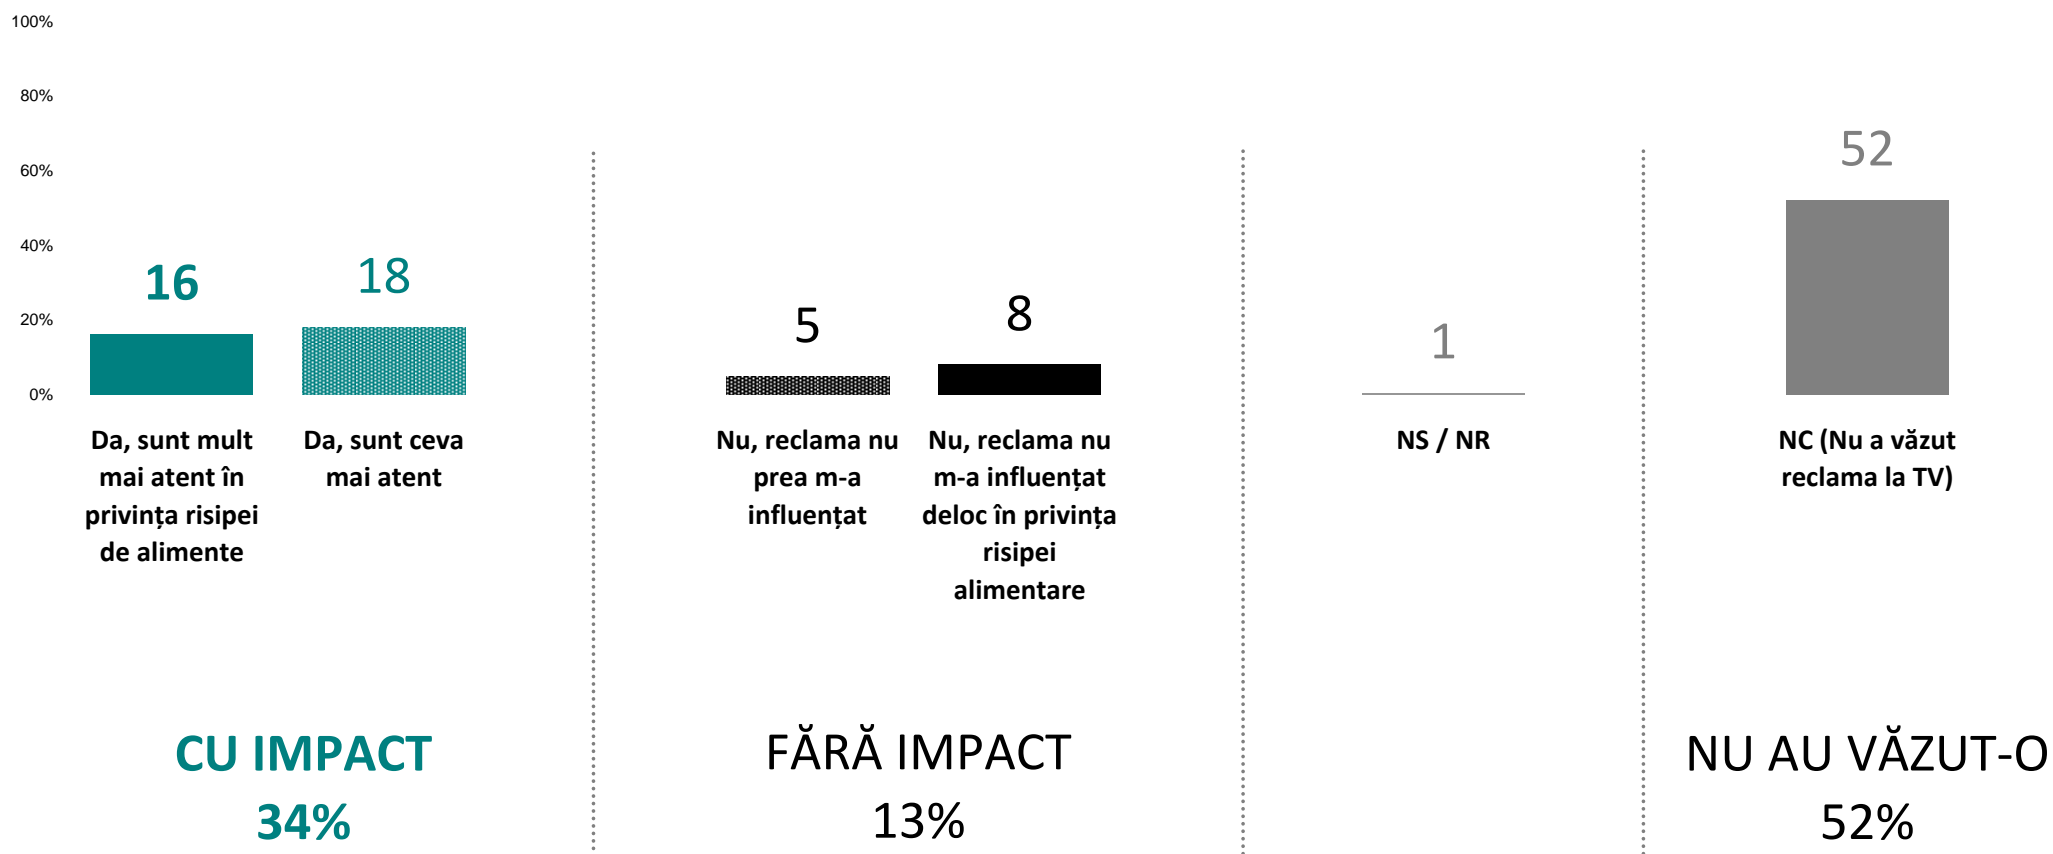 100%
80%
60%
40%
20%
0%
16
18
5
8
1
52
Da, sunt mult
mai atent în
privința risipei
de alimente
Da, sunt ceva
mai atent
Nu, reclama nu
prea m-a
influențat
Nu, reclama nu
m-a influențat
deloc în privința
risipei
alimentare
NS / NR
NC (Nu a văzut
reclama la TV)
CU IMPACT
34%
FĂRĂ IMPACT
13%
NU AU VĂZUT-O
52%